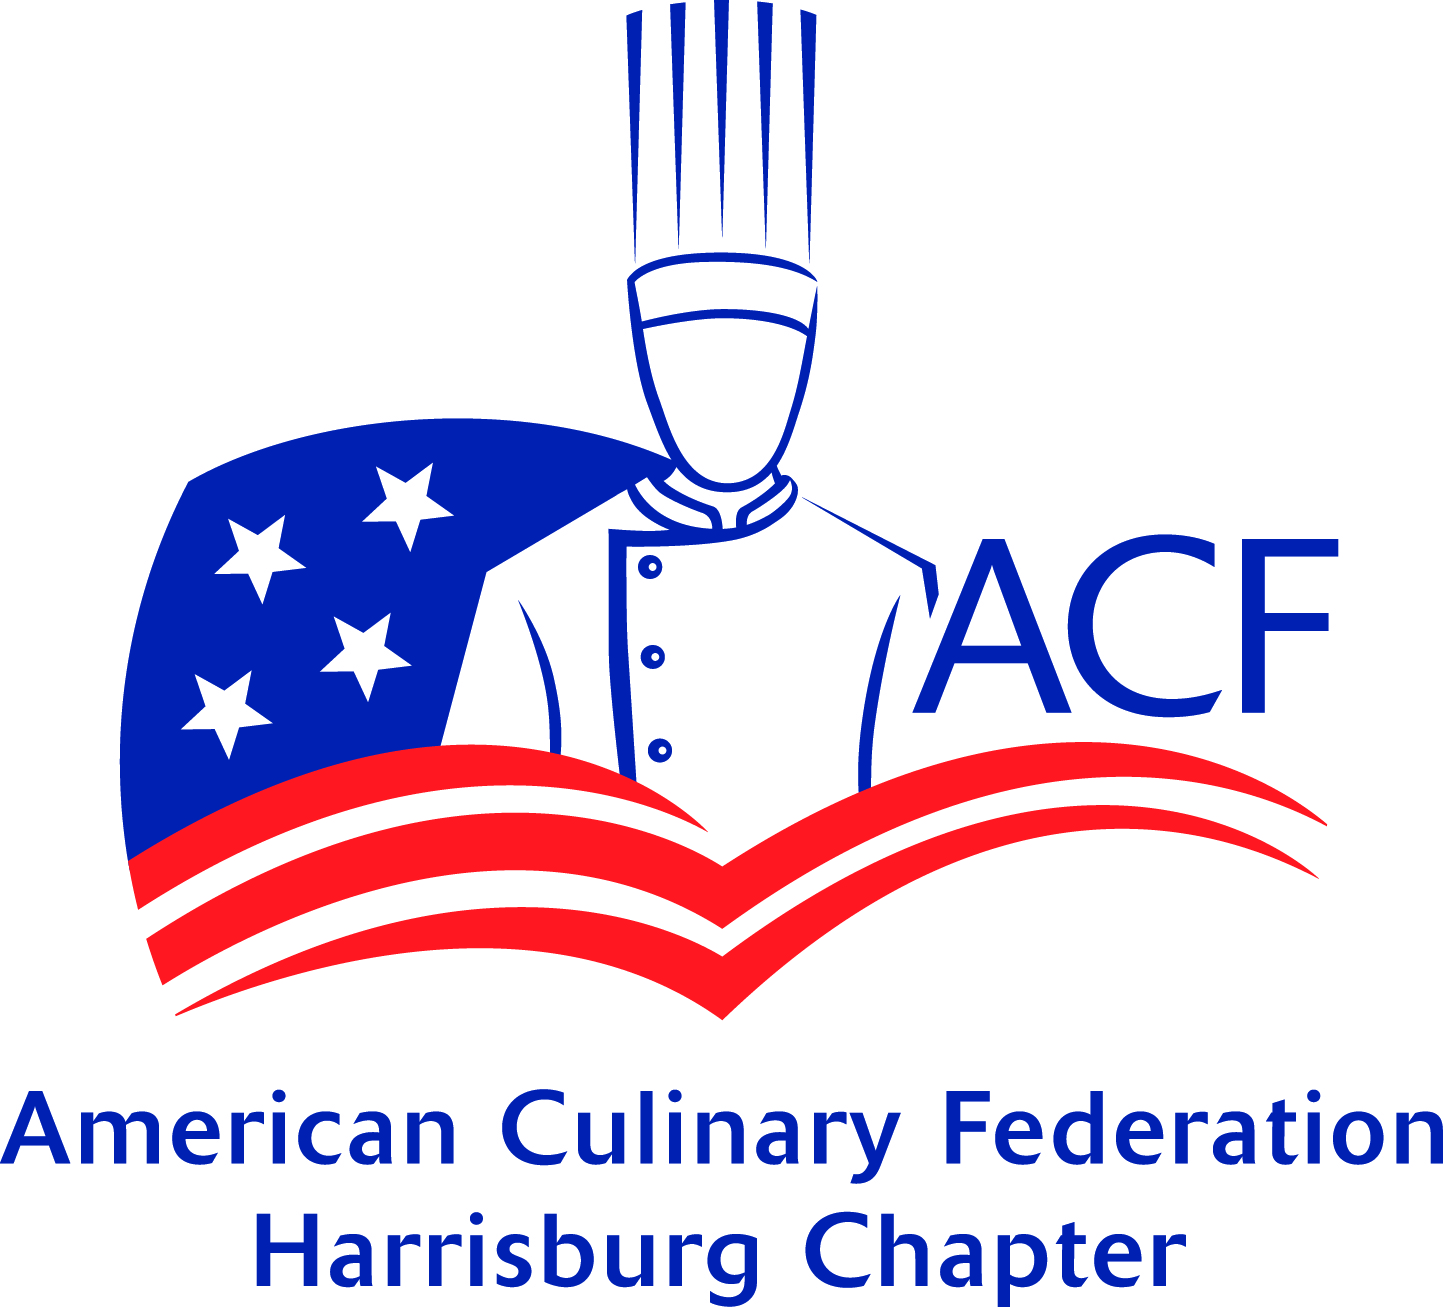 ACF
American Culinary Federation
Harrisburg Chapter